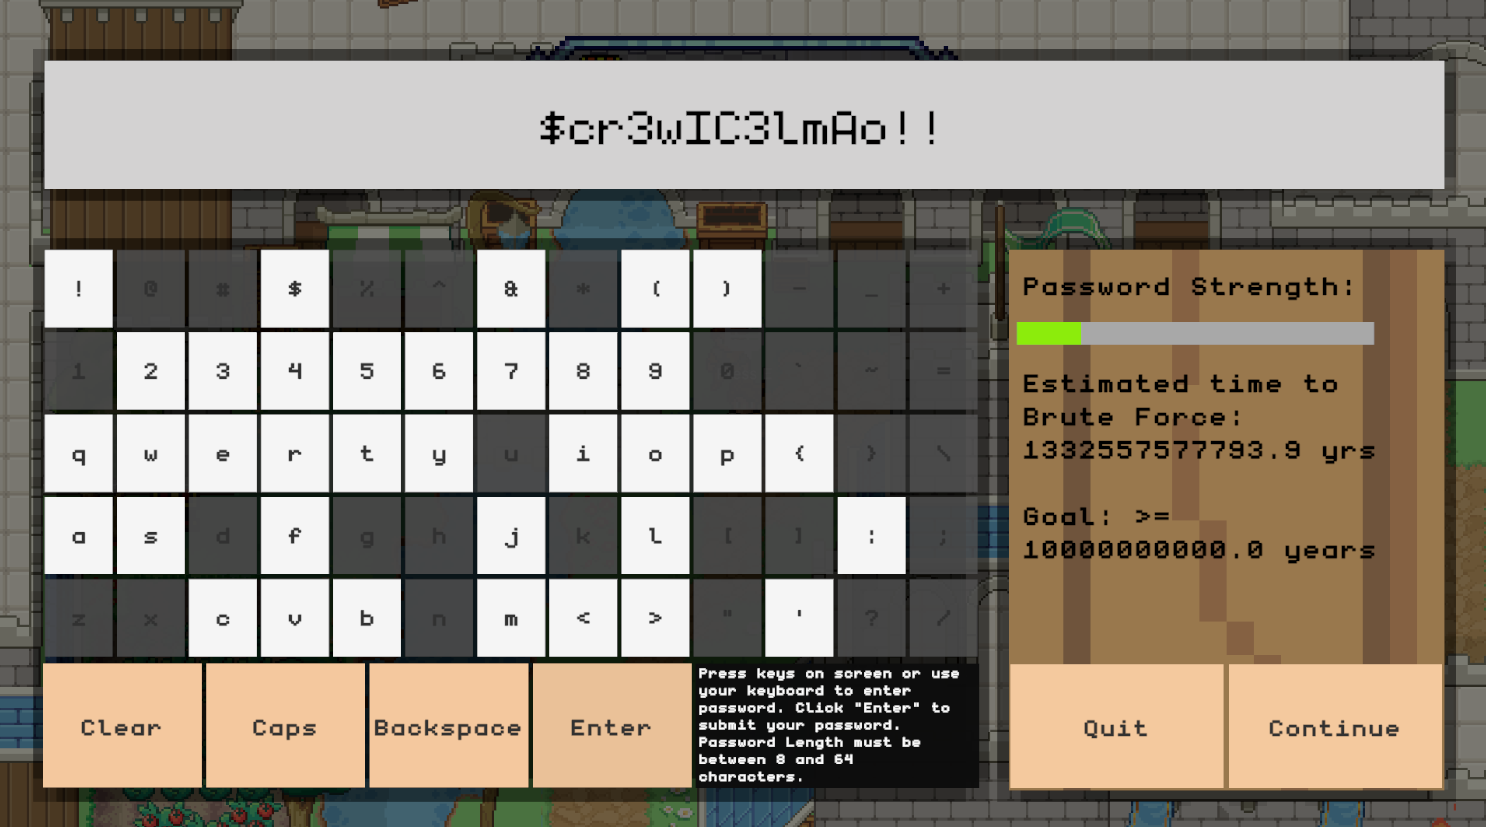 $cr3wIC3lmAo!!
! @ # $ % ^ & * ( ) - _ +
1 2 3 4 5 6 7 8 9 0 ` ~ =
q w e r t y u i o p { } \
a s d f g h j k l [ ] : ;
z x c v b n m < > " ' ? /
Clear Caps Backspace Enter
Press keys on screen or use
your keyboard to enter
password. Click "Enter" to
submit your password.
Password Length must be
between 8 and 64
characters.
Password Strength:
Estimated time to
Brute Force:
1332557577793.9 yrs
Goal: >=
10000000000.0 years
Quit Continue